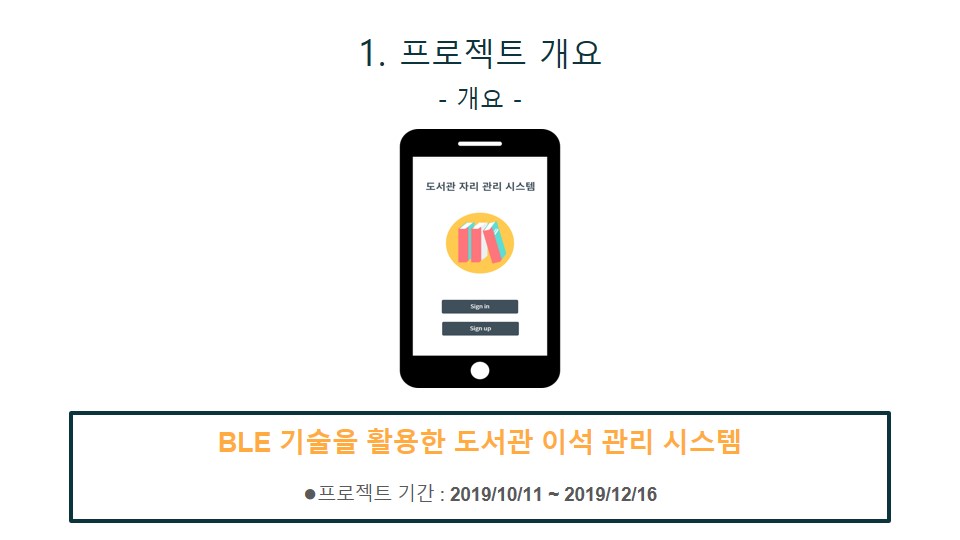 1. 프로젝트 개요
- 개요 -
도서관 자리 관리 시스템
Sign in
Sign up
BLE 기술을 활용한 도서관 이석 관리 시스템
●프로젝트 기간 : 2019/10/11 ~ 2019/12/16